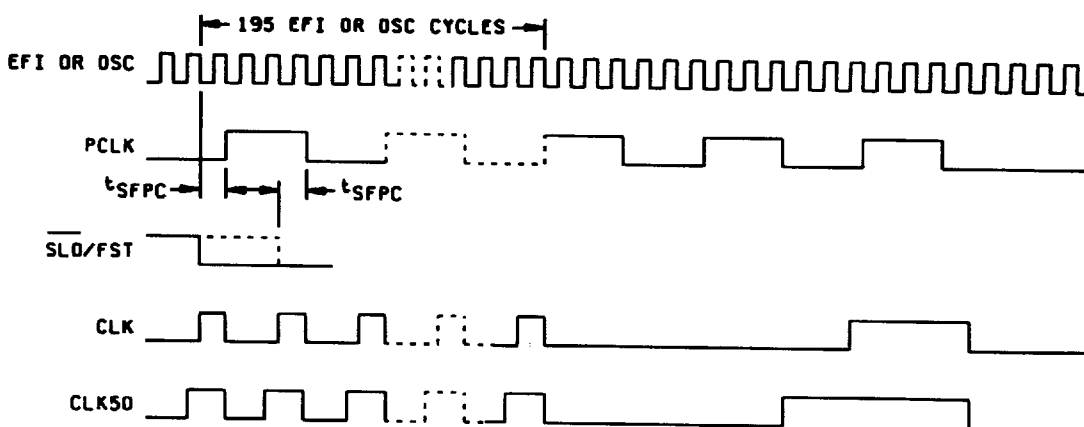 195 EFI OR OSC CYCLES
EFI OR OSC
PCLK
tSFPC tSFPC
SLO/FST
CLK
CLK50